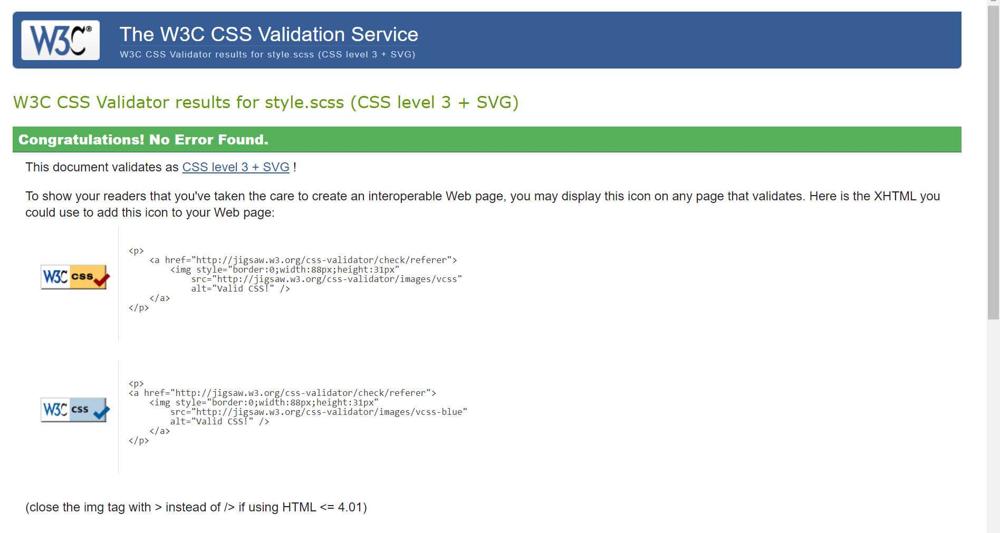 W3C®
The W3C CSS Validation Service
W3C CSS Validator results for style.scss (CSS level 3 + SVG)
W3C CSS Validator results for style.scss (CSS level 3 + SVG)
Congratulations! No Error Found.
This document validates as CSS level 3 + SVG !
To show your readers that you've taken the care to create an interoperable Web page, you may display this icon on any page that validates. Here is the XHTML you
could use to add this icon to your Web page:
W3C css
<p>
    <a href="http://jigsaw.w3.org/css-validator/check/referer">
        <img style="border:0;width:88px;height:31px"
            src="http://jigsaw.w3.org/css-validator/images/vcss"
            alt="Valid CSS!" />
    </a>
</p>
W3C css
<p>
<a href="http://jigsaw.w3.org/css-validator/check/referer">
    <img style="border:0;width:88px;height:31px"
        src="http://jigsaw.w3.org/css-validator/images/vcss-blue"
        alt="Valid CSS!" />
    </a>
</p>
(close the img tag with > instead of /> if using HTML <= 4.01)